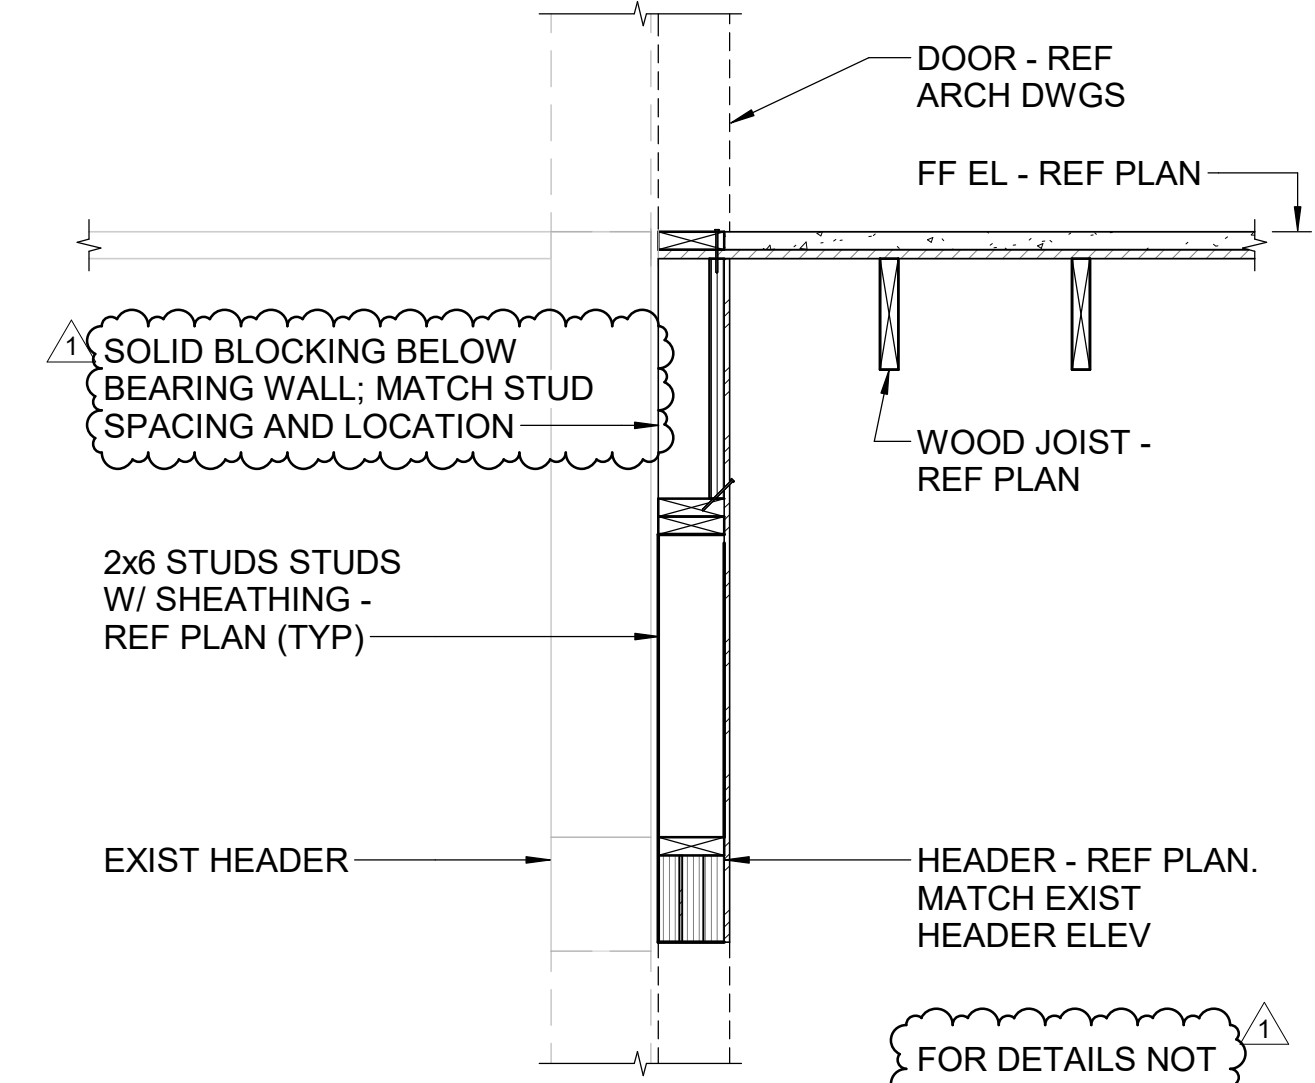 DOOR - REF
ARCH DWGS
FF EL - REF PLAN
1
SOLID BLOCKING BELOW
BEARING WALL; MATCH STUD
SPACING AND LOCATION
WOOD JOIST -
REF PLAN
2x6 STUDS STUDS
W/ SHEATHING -
REF PLAN (TYP)
EXIST HEADER
HEADER - REF PLAN.
MATCH EXIST
HEADER ELEV
1
FOR DETAILS NOT